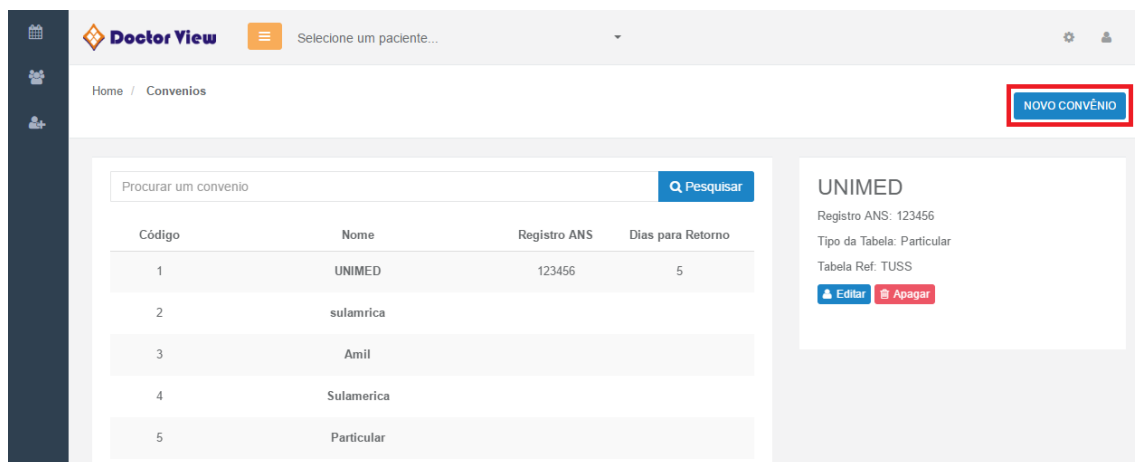 Doctor View
Selecione um paciente...
Home / Convenios
NOVO CONVÊNIO
Procurar um convenio
Pesquisar
Código Nome Registro ANS Dias para Retorno
1 UNIMED 123456 5
2 sulamrica
3 Amil
4 Sulamerica
5 Particular
UNIMED
Registro ANS: 123456
Tipo da Tabela: Particular
Tabela Ref: TUSS
Editar Apagar